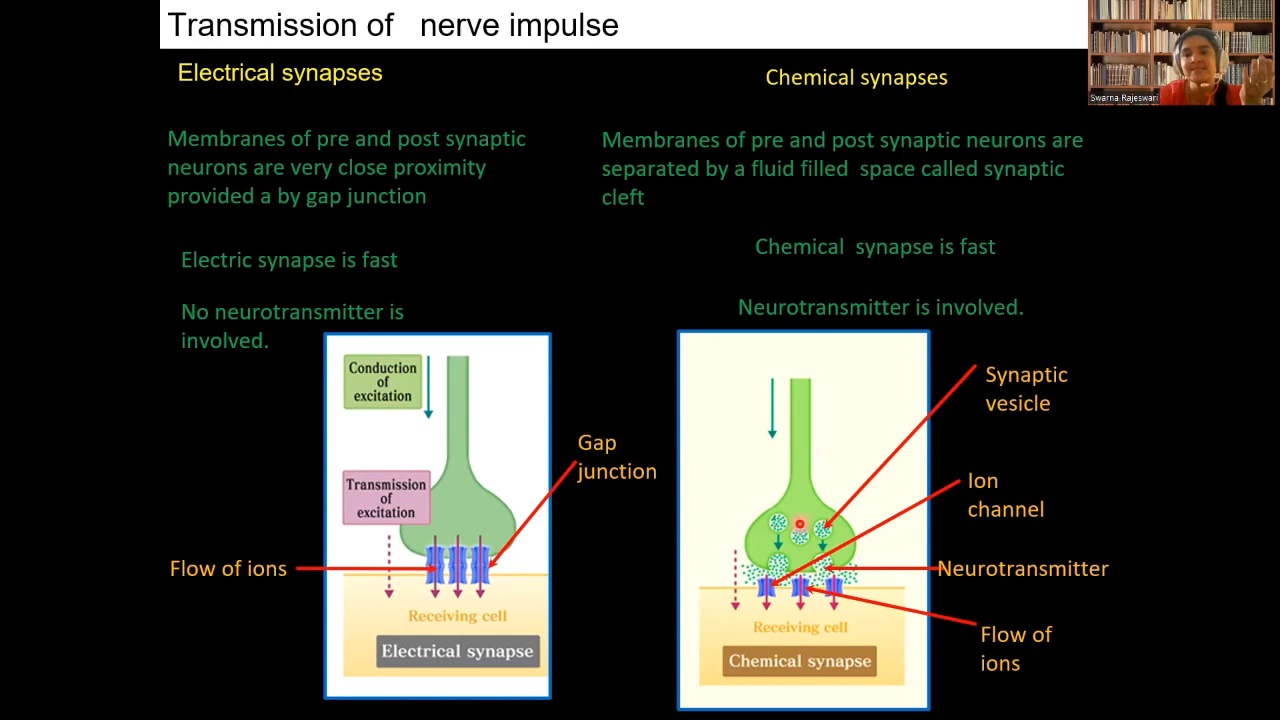 Transmission of nerve impulse
Swarna Rajeswari
Electrical synapses
Membranes of pre and post synaptic
neurons are very close proximity
provided a by gap junction
Electric synapse is fast
No neurotransmitter is
involved.
Chemical synapses
Membranes of pre and post synaptic neurons are
separated by a fluid filled space called synaptic
cleft
Chemical synapse is fast
Neurotransmitter is involved.
Conduction
of
excitation
Transmission
of
excitation
Gap
junction
Flow of ions
Receiving cell
Electrical synapse
Synaptic
vesicle
Ion
channel
Neurotransmitter
Flow of
ions
Receiving cell
Chemical synapse